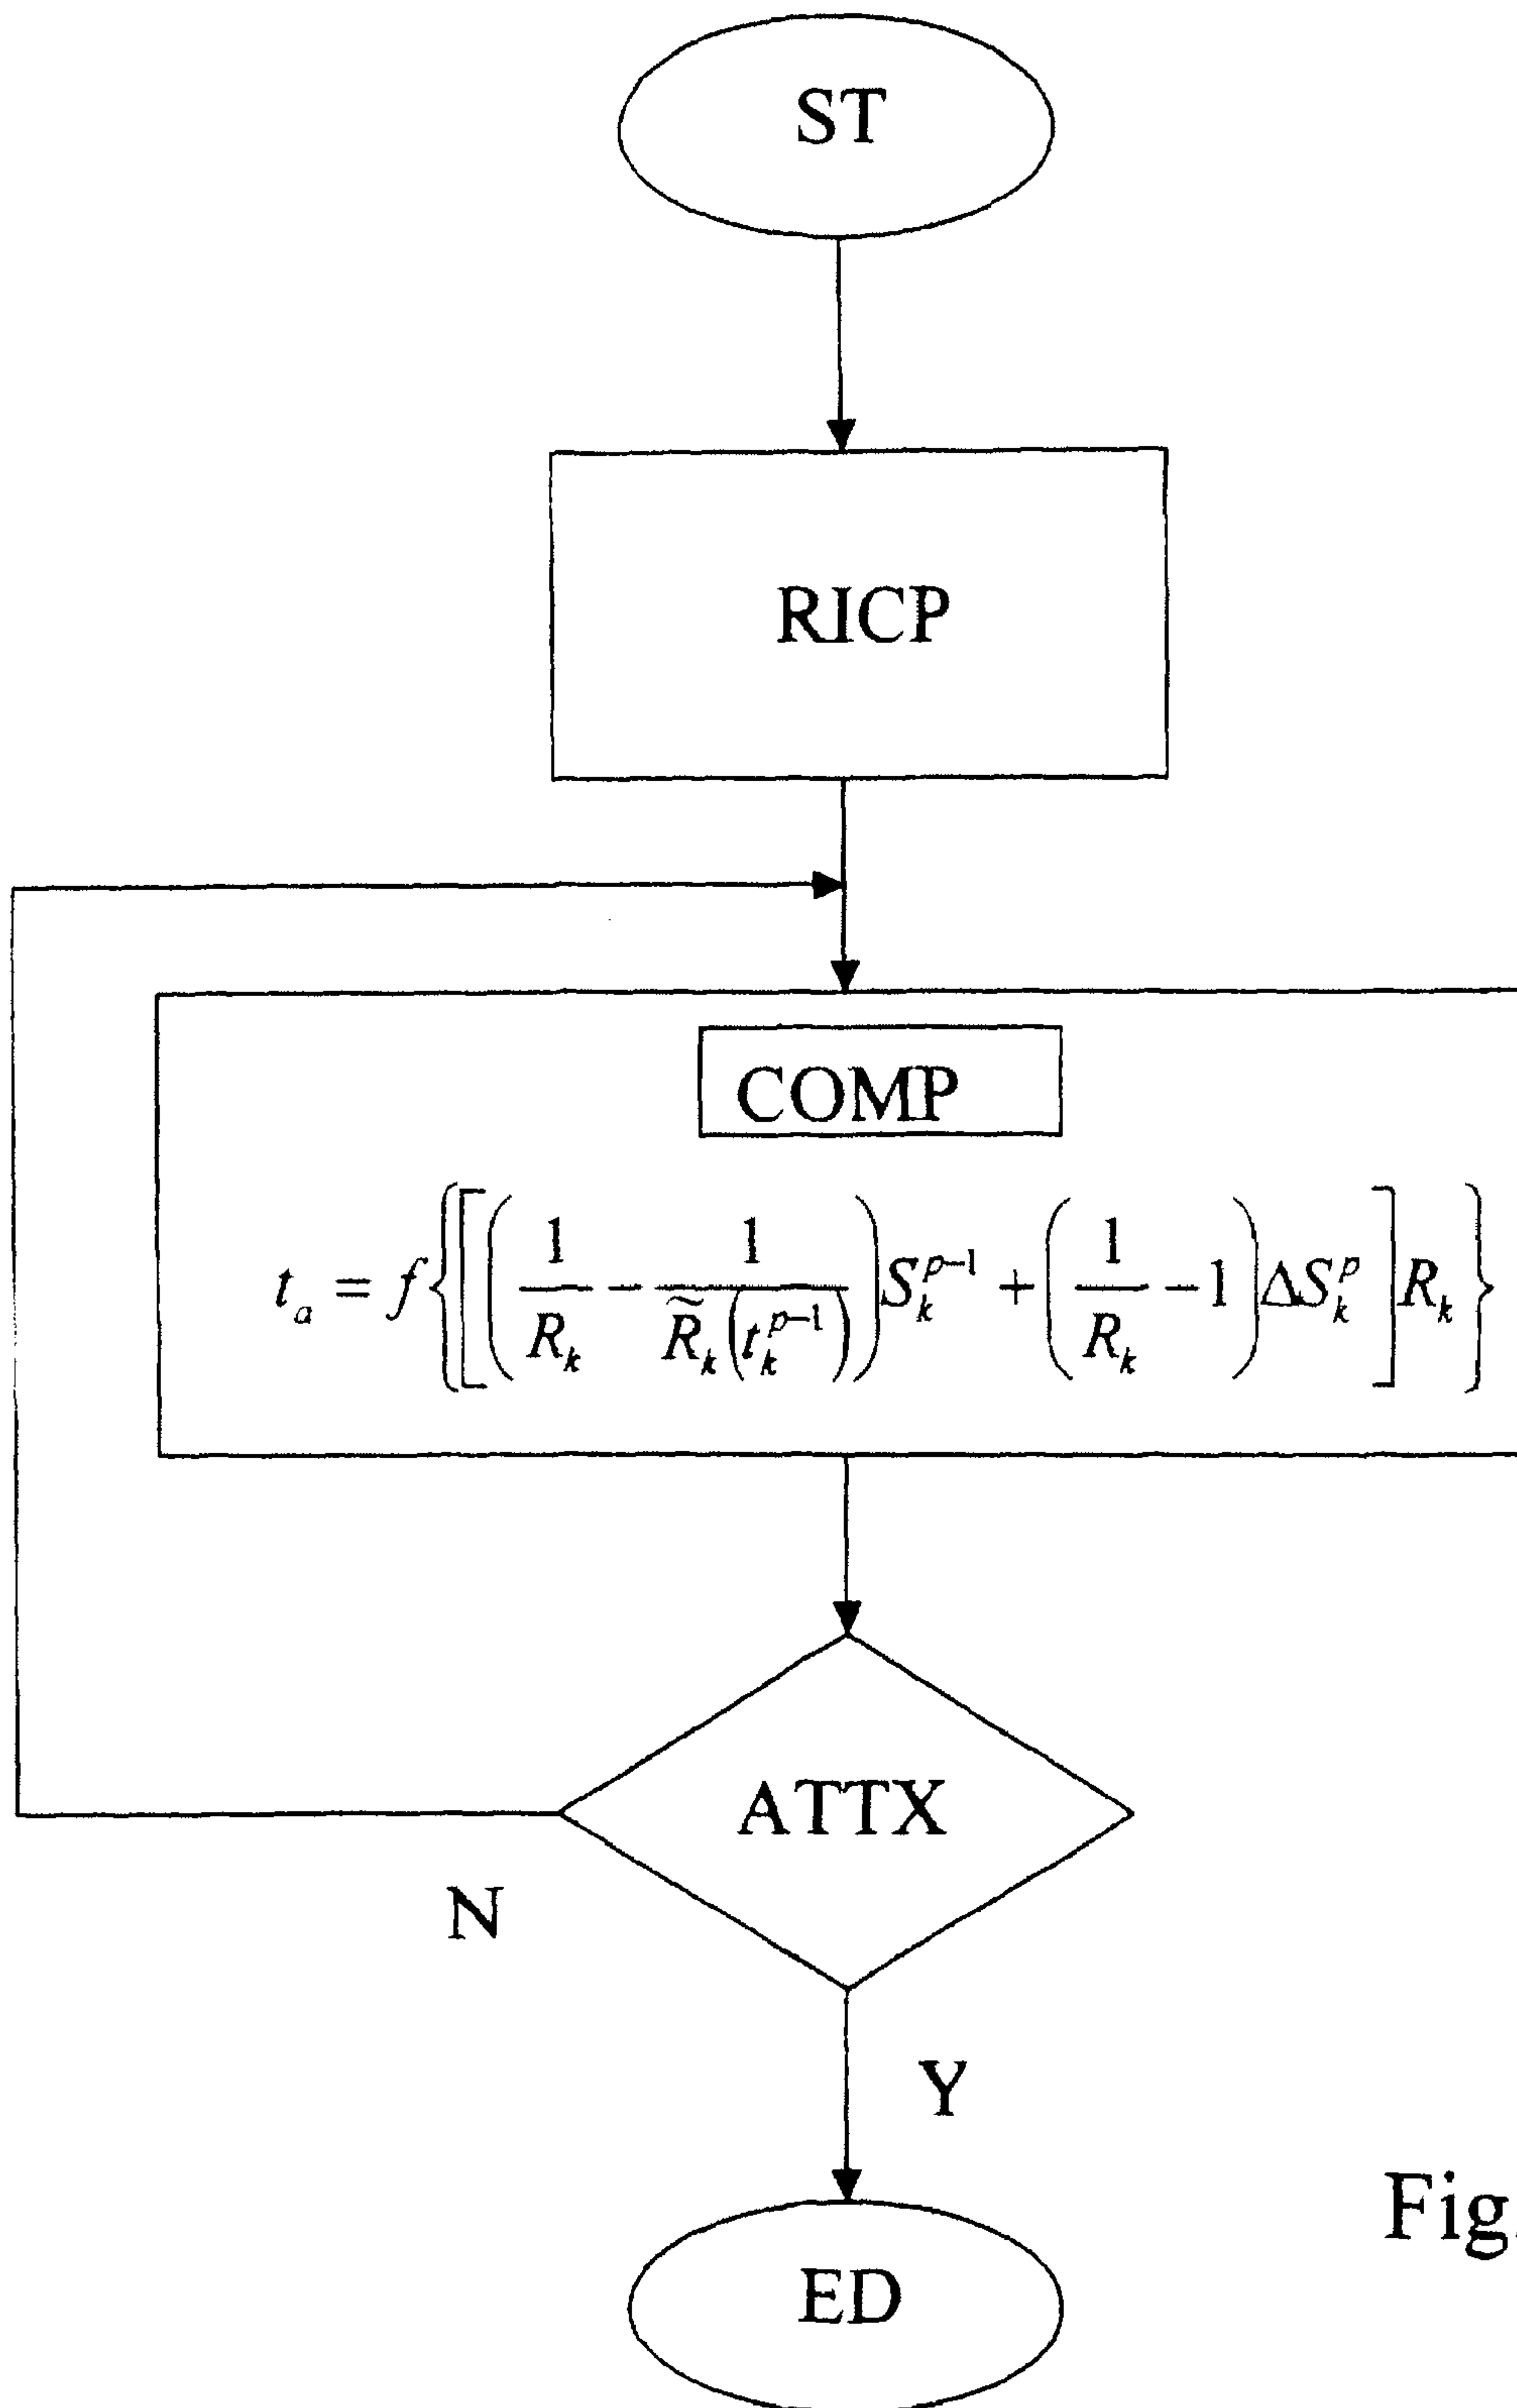 ST
RICP
COMP
t_a = f{[(1/R_k - 1/R̃_k(t_k^{p-1}))S_k^{p-1} + (1/R_k - 1)ΔS_k^p]R_k}
ATTX
N
Y
Fig.
ED